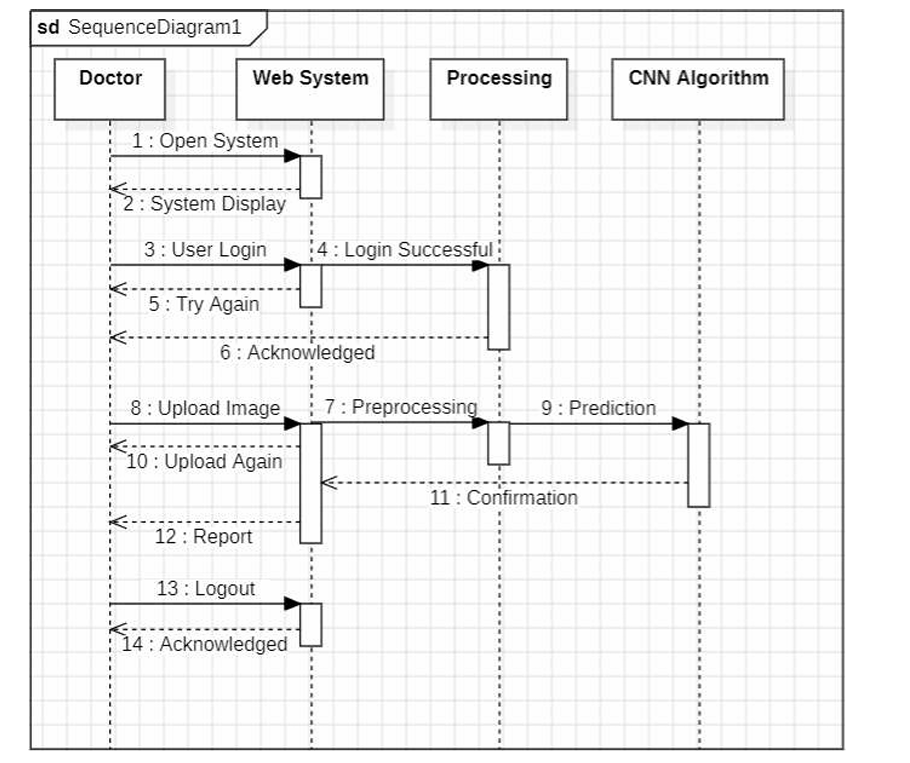 sd SequenceDiagram1
Doctor
Web System
Processing
CNN Algorithm
1 : Open System
2 : System Display
3 : User Login
4 : Login Successful
5 : Try Again
6 : Acknowledged
8 : Upload Image
7 : Preprocessing
9 : Prediction
10 : Upload Again
11 : Confirmation
12 : Report
13 : Logout
14 : Acknowledged